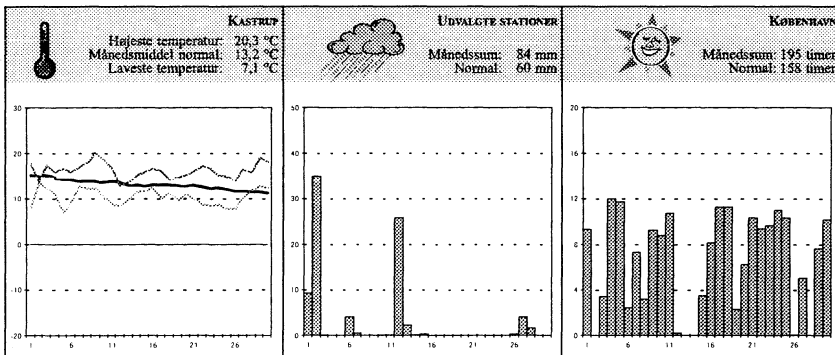 KASTRUP
Højeste temperatur: 20,3 °C
Månedsmiddel normal: 13,2 °C
Laveste temperatur: 7,1 °C
30
20
10
0
-10
-20
1 6 11 16 21 26
UDVALGTE STATIONER
Månedssum: 84 mm
Normal: 60 mm
50
40
30
20
10
0
1 6 11 16 21 26
KØBENHAVN
Månedssum: 195 timer
Normal: 158 timer
20
16
12
8
4
0
1 6 11 16 21 26